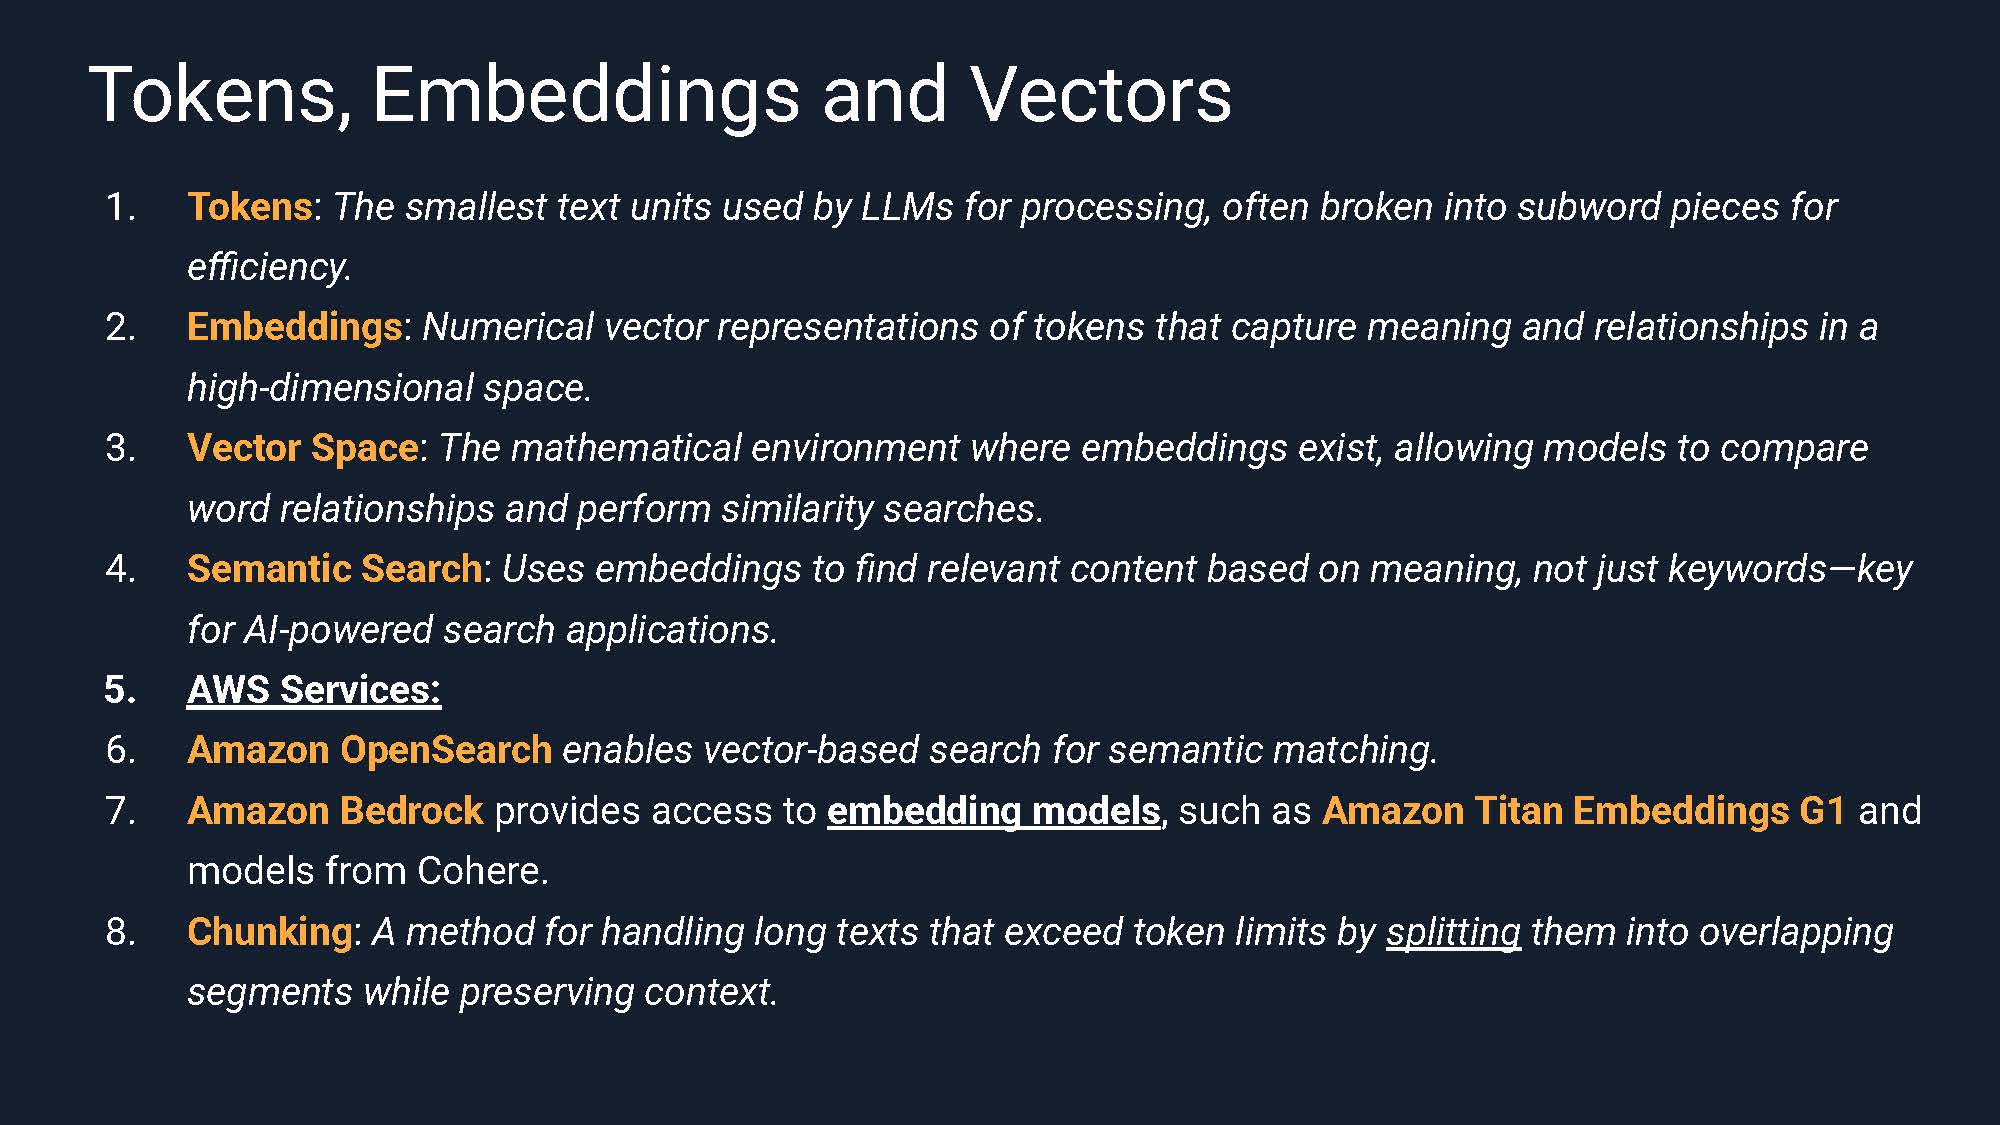 Tokens, Embeddings and Vectors
1. Tokens: The smallest text units used by LLMs for processing, often broken into subword pieces for
efficiency.
2. Embeddings: Numerical vector representations of tokens that capture meaning and relationships in a
high-dimensional space.
3. Vector Space: The mathematical environment where embeddings exist, allowing models to compare
word relationships and perform similarity searches.
4. Semantic Search: Uses embeddings to find relevant content based on meaning, not just keywords—key
for AI-powered search applications.
5. AWS Services:
6. Amazon OpenSearch enables vector-based search for semantic matching.
7. Amazon Bedrock provides access to embedding models, such as Amazon Titan Embeddings G1 and
models from Cohere.
8. Chunking: A method for handling long texts that exceed token limits by splitting them into overlapping
segments while preserving context.